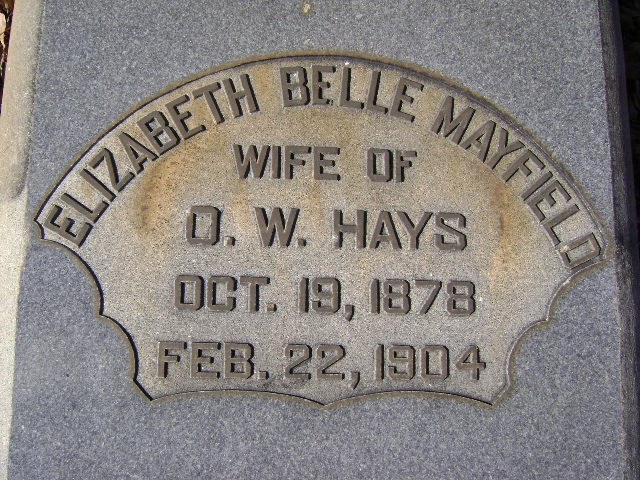 ELIZABETH BELLE MAYFIELD
WIFE OF
O. W. HAYS
OCT. 19, 1878
FEB. 22, 1904